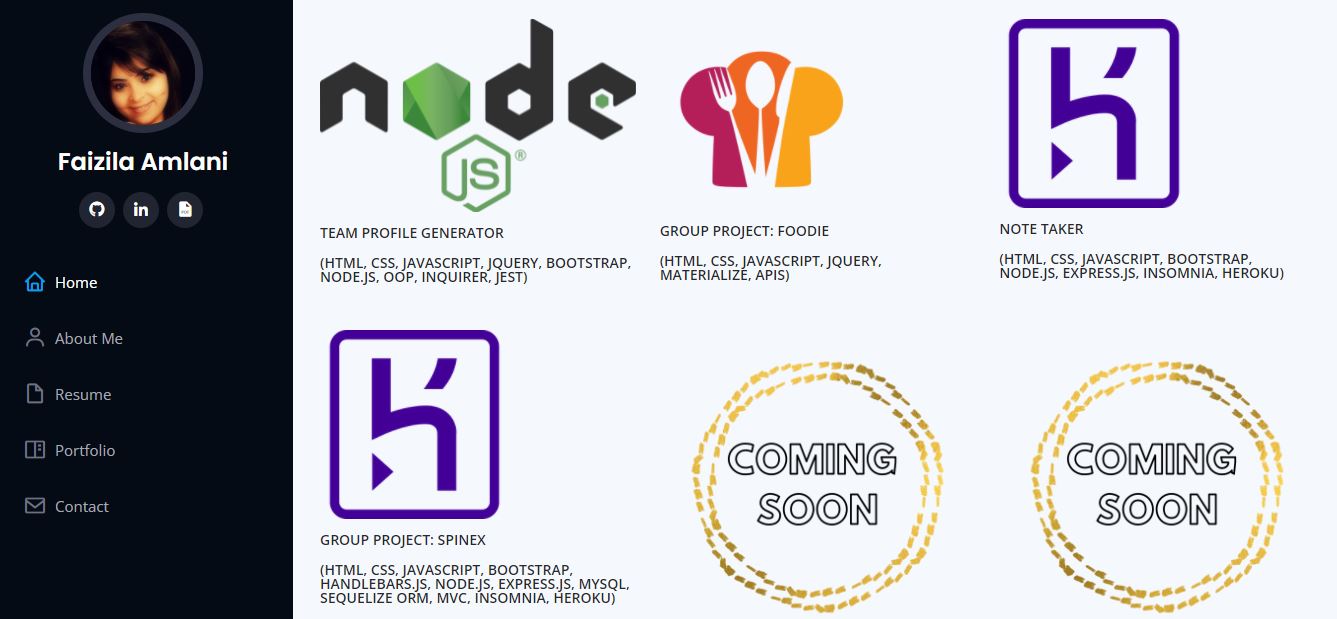 Faizila Amlani
in
Home
About Me
Resume
Portfolio
Contact
node
JS ®
TEAM PROFILE GENERATOR
(HTML, CSS, JAVASCRIPT, JQUERY, BOOTSTRAP,
NODE.JS, OOP, INQUIRER, JEST)
GROUP PROJECT: FOODIE
(HTML, CSS, JAVASCRIPT, JQUERY,
MATERIALIZE, APIS)
NOTE TAKER
(HTML, CSS, JAVASCRIPT, BOOTSTRAP,
NODE.JS, EXPRESS.JS, INSOMNIA, HEROKU)
GROUP PROJECT: SPINEX
(HTML, CSS, JAVASCRIPT, BOOTSTRAP,
HANDLEBARS.JS, NODE.JS, EXPRESS.JS, MYSQL,
SEQUELIZE ORM, MVC, INSOMNIA, HEROKU)
COMING
SOON
COMING
SOON